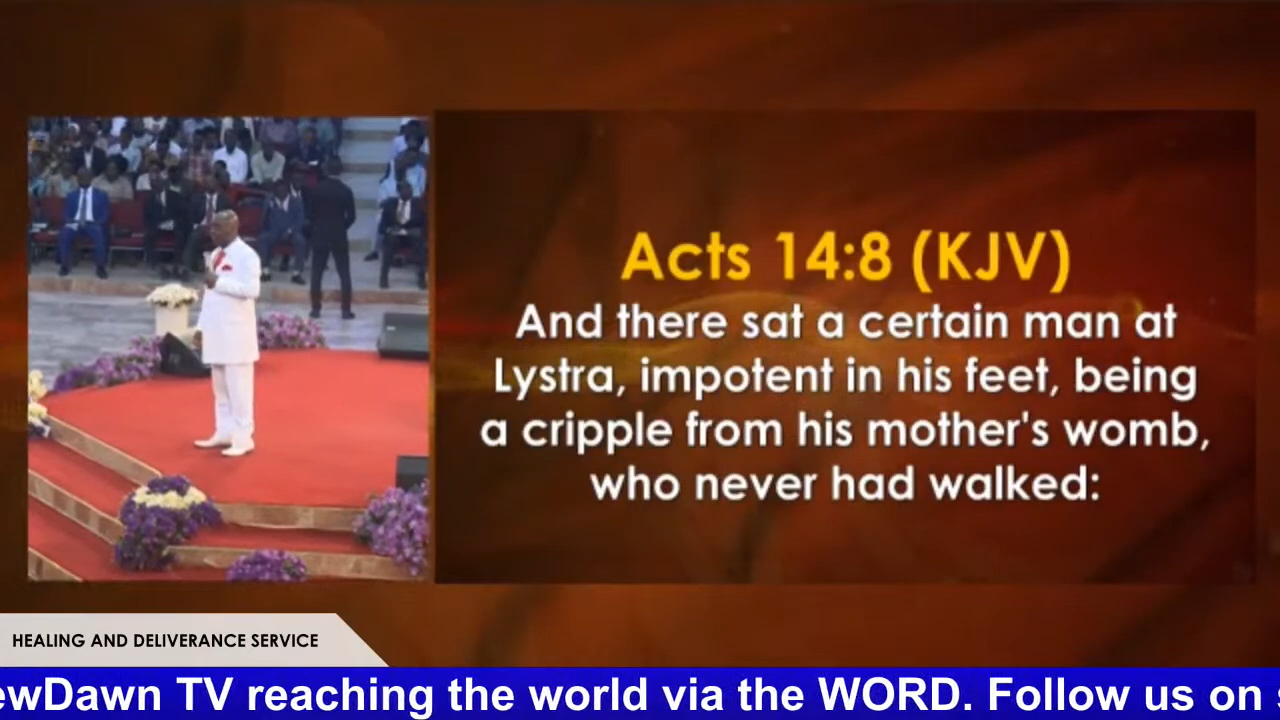 Acts 14:8 (KJV)
And there sat a certain man at
Lystra, impotent in his feet, being
a cripple from his mother's womb,
who never had walked:
HEALING AND DELIVERANCE SERVICE
TV reaching the world via the WORD. Follow us on